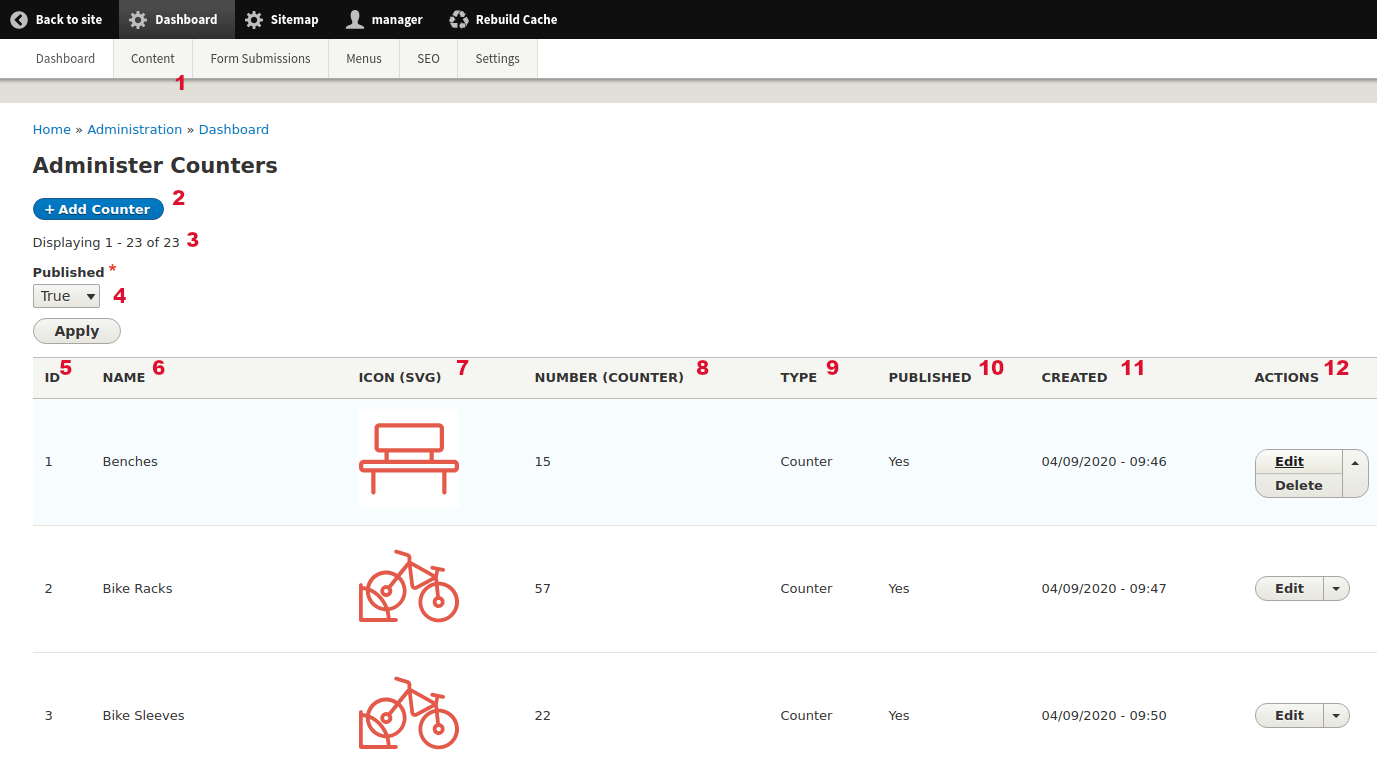 Back to site Dashboard Sitemap manager Rebuild Cache
Dashboard Content Form Submissions Menus SEO Settings
1
Home » Administration » Dashboard
Administer Counters
+ Add Counter 2
Displaying 1 - 23 of 23 3
Published *
True 4
Apply
ID 5 NAME 6 ICON (SVG) 7 NUMBER (COUNTER) 8 TYPE 9 PUBLISHED 10 CREATED 11 ACTIONS 12
1 Benches 15 Counter Yes 04/09/2020 - 09:46 Edit
Delete
2 Bike Racks 57 Counter Yes 04/09/2020 - 09:47 Edit
3 Bike Sleeves 22 Counter Yes 04/09/2020 - 09:50 Edit